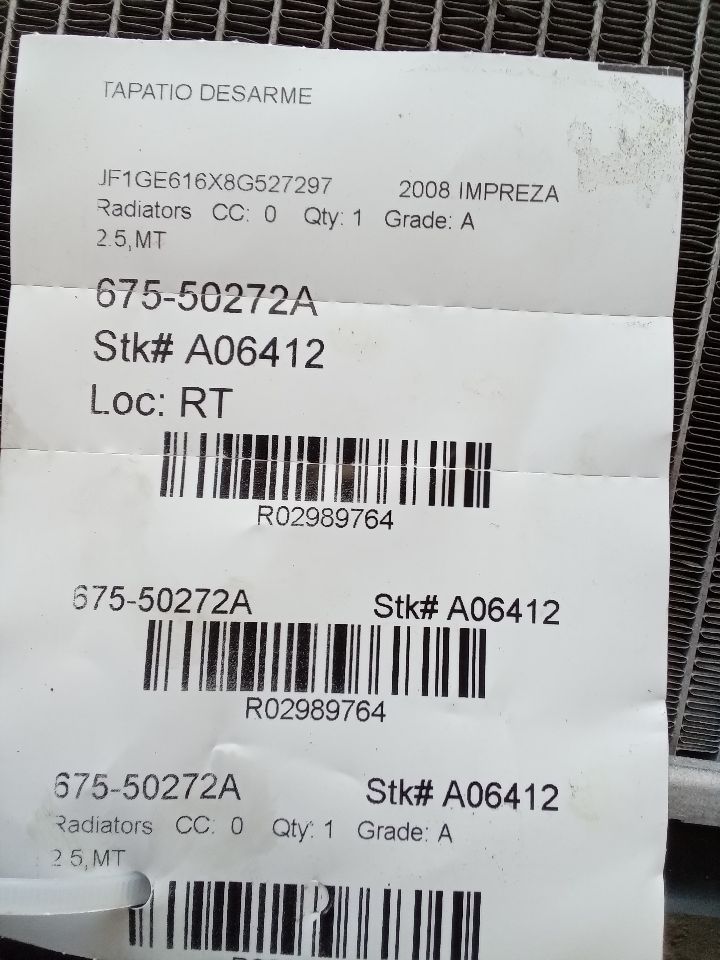 TAPATIO DESARME
JF1GE616X8G527297 2008 IMPREZA
Radiators CC: 0 Qty: 1 Grade: A
2.5,MT
675-50272A
Stk# A06412
Loc: RT
R02989764
675-50272A Stk# A06412
R02989764
675-50272A Stk# A06412
Radiators CC: 0 Qty: 1 Grade: A
2.5,MT